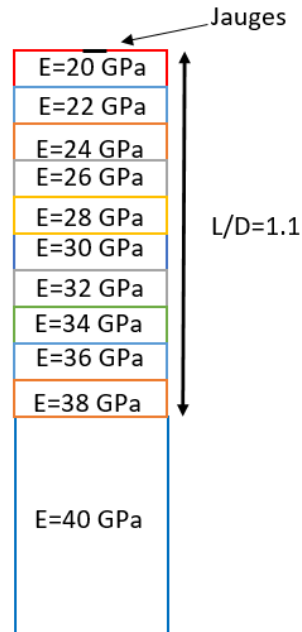 Jauges
E=20 GPa
E=22 GPa
E=24 GPa
E=26 GPa
E=28 GPa
L/D=1.1
E=30 GPa
E=32 GPa
E=34 GPa
E=36 GPa
E=38 GPa
E=40 GPa